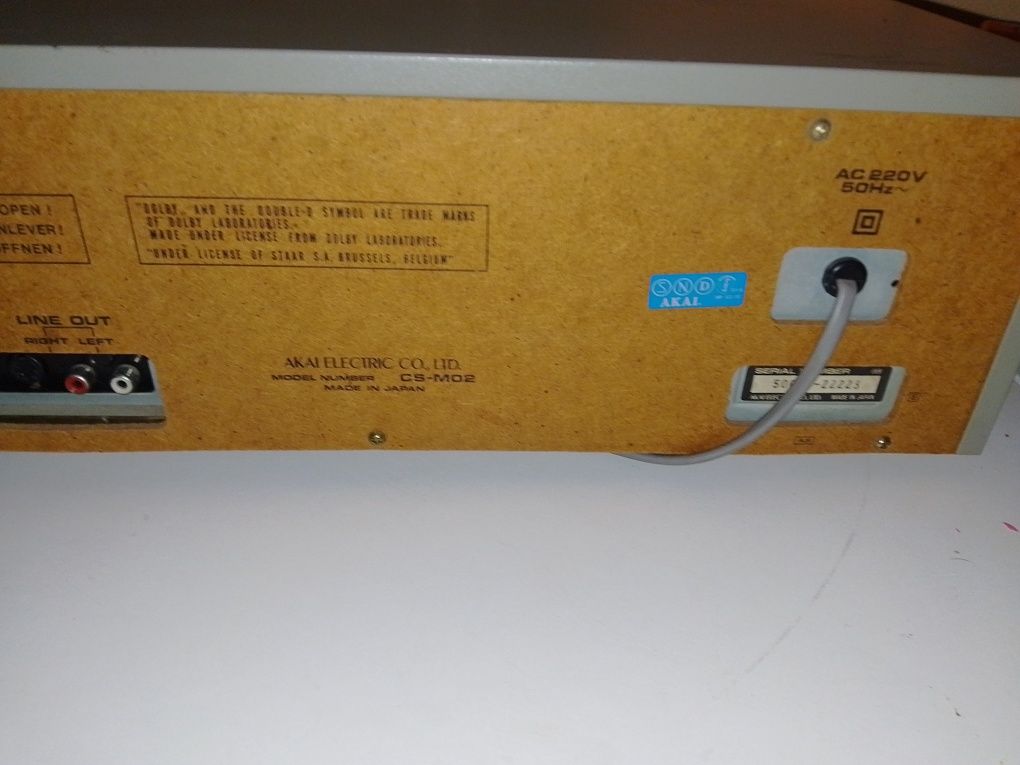 OPEN !
NLEVER!
FFNEN!
"DOLBY" AND THE DOUBLE-D SYMBOL ARE TRADE MARKS
OF DOLBY LABORATORIES.
MADE UNDER LICENSE FROM DOLBY LABORATORIES.
"UNDER LICENSE OF STAAR S.A. BRUSSELS, BELGIUM"
AC 220V
50Hz~
SND
AKAI
LINE OUT
RIGHT LEFT
AKAI ELECTRIC CO., LTD.
MODEL NUMBER CS-M02
MADE IN JAPAN
SERIAL NUMBER
-22223
MADE IN JAPAN